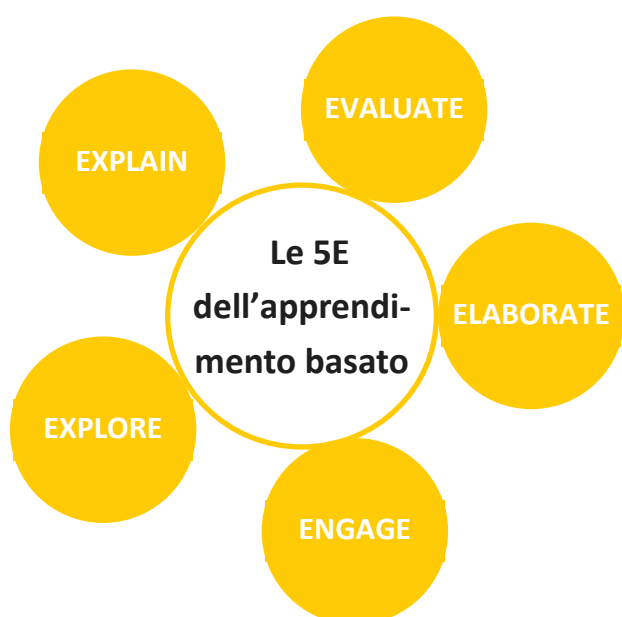 EVALUATE
EXPLAIN
Le 5E
dell’apprendi-
mento basato
ELABORATE
EXPLORE
ENGAGE